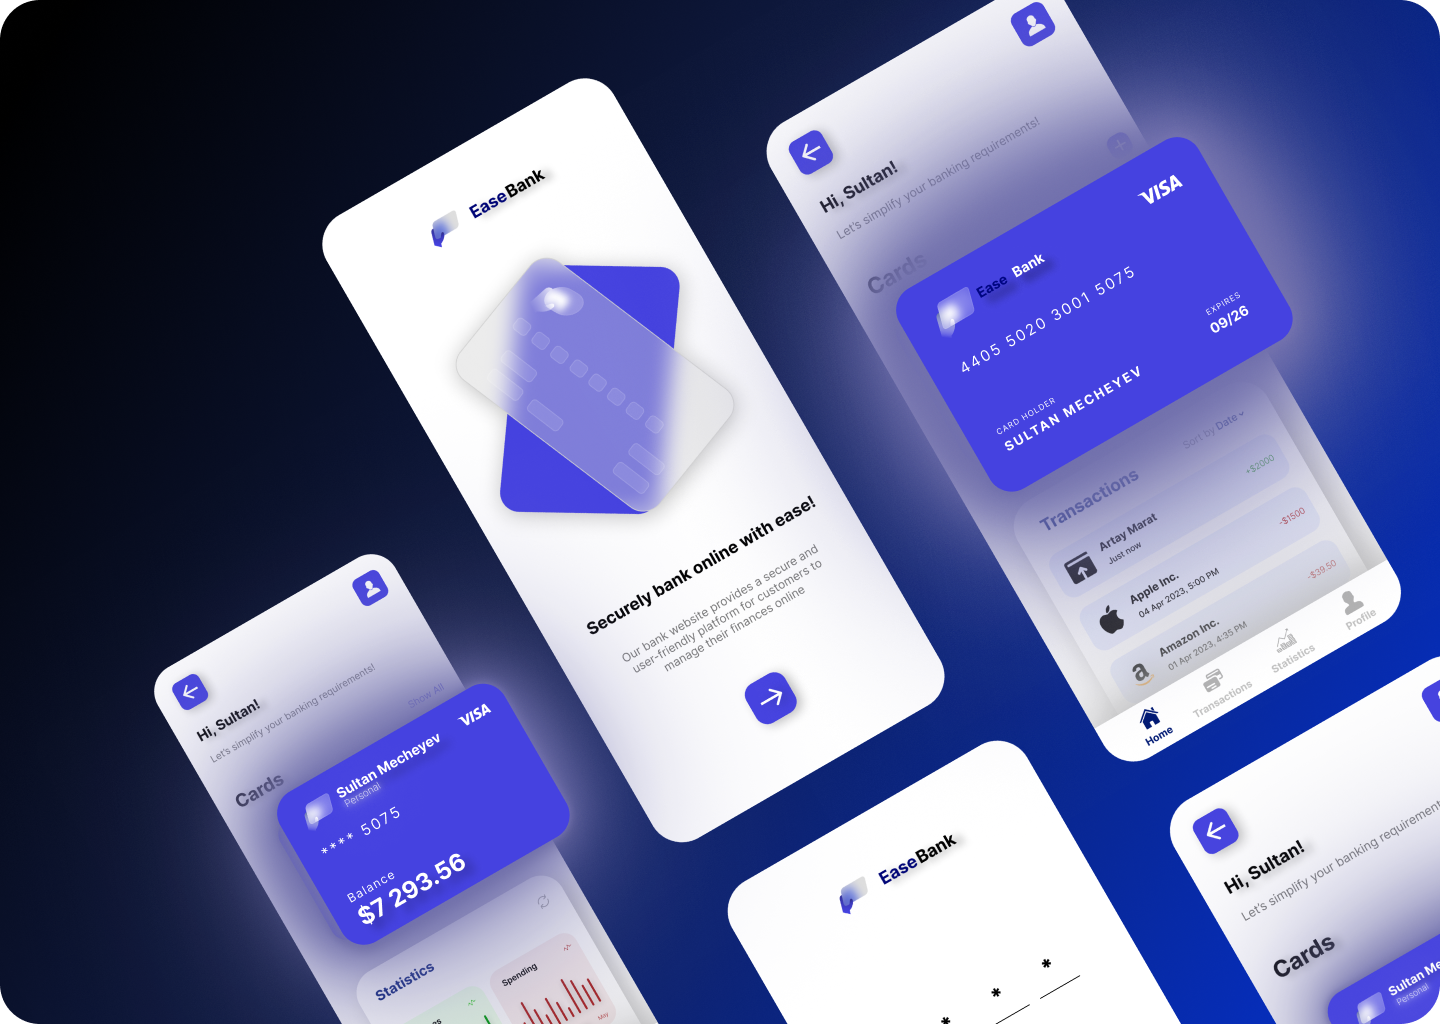 EaseBank
Securely bank online with ease!
Our bank website provides a secure and
user-friendly platform for customers to
manage their finances online
Hi, Sultan!
Let's simplify your banking requirements!
Cards
VISA
Ease Bank
4405 5020 3001 5075
EXPIRES
09/26
CARD HOLDER
SULTAN MECHEYEV
Transactions
Sort by Date
Artay Marat
Just now
+$2000
Apple Inc.
04 Apr 2023, 5:00 PM
-$1500
Amazon Inc.
01 Apr 2023, 4:35 PM
-$39.50
Home
Transactions
Statistics
Profile
Hi, Sultan!
Let's simplify your banking requirements!
Cards
Show All
VISA
Sultan Mecheyev
Personal
**** 5075
Balance
$7 293.56
Statistics
Spending
May
EaseBank
* * *
Hi, Sultan!
Let's simplify your banking requirement
Cards
Sultan Me
Personal